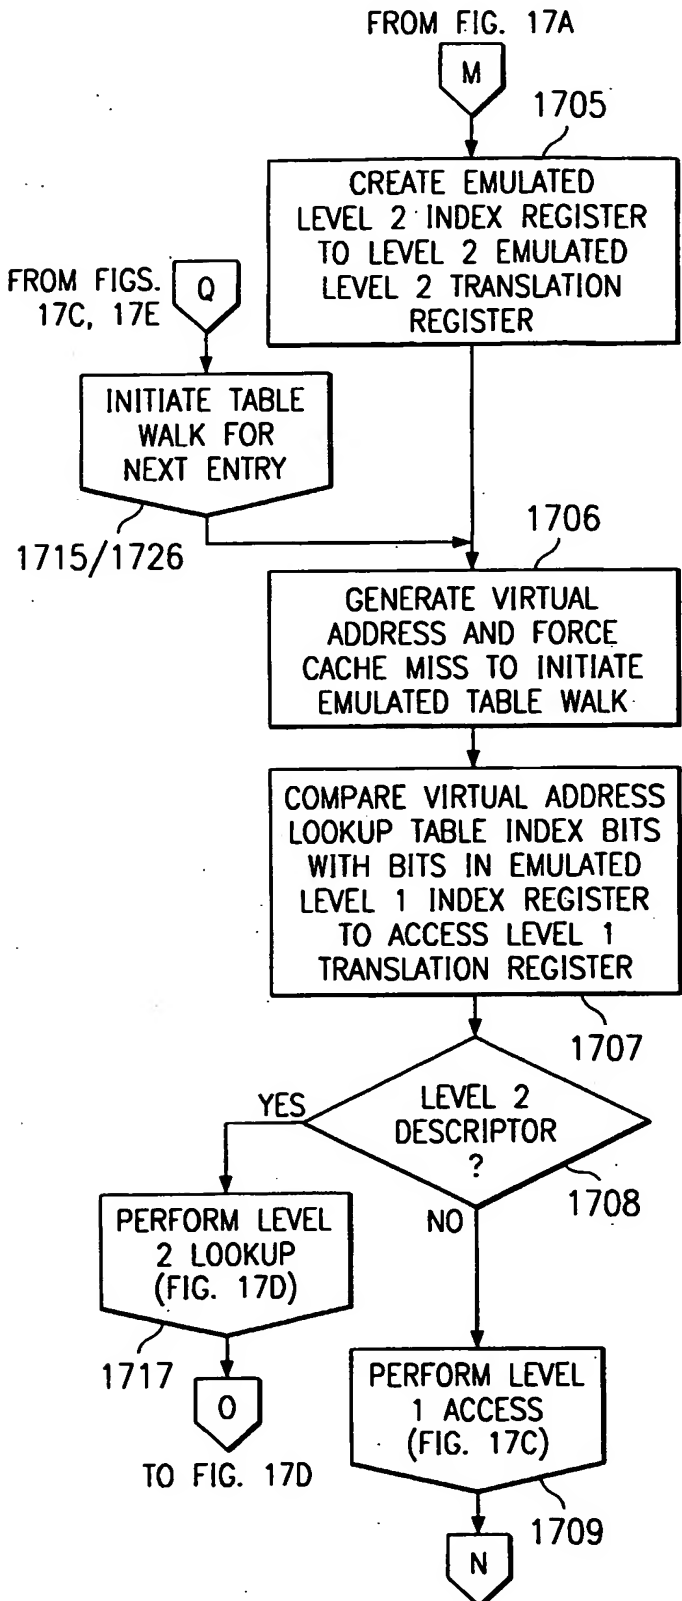 FROM FIG. 17A
M
1705
CREATE EMULATED
LEVEL 2 INDEX REGISTER
TO LEVEL 2 EMULATED
LEVEL 2 TRANSLATION
REGISTER
FROM FIGS.
17C, 17E
Q
INITIATE TABLE
WALK FOR
NEXT ENTRY
1715/1726
1706
GENERATE VIRTUAL
ADDRESS AND FORCE
CACHE MISS TO INITIATE
EMULATED TABLE WALK
COMPARE VIRTUAL ADDRESS
LOOKUP TABLE INDEX BITS
WITH BITS IN EMULATED
LEVEL 1 INDEX REGISTER
TO ACCESS LEVEL 1
TRANSLATION REGISTER
1707
LEVEL 2
DESCRIPTOR
?
1708
YES
NO
PERFORM LEVEL
2 LOOKUP
(FIG. 17D)
1717
O
TO FIG. 17D
PERFORM LEVEL
1 ACCESS
(FIG. 17C)
1709
N